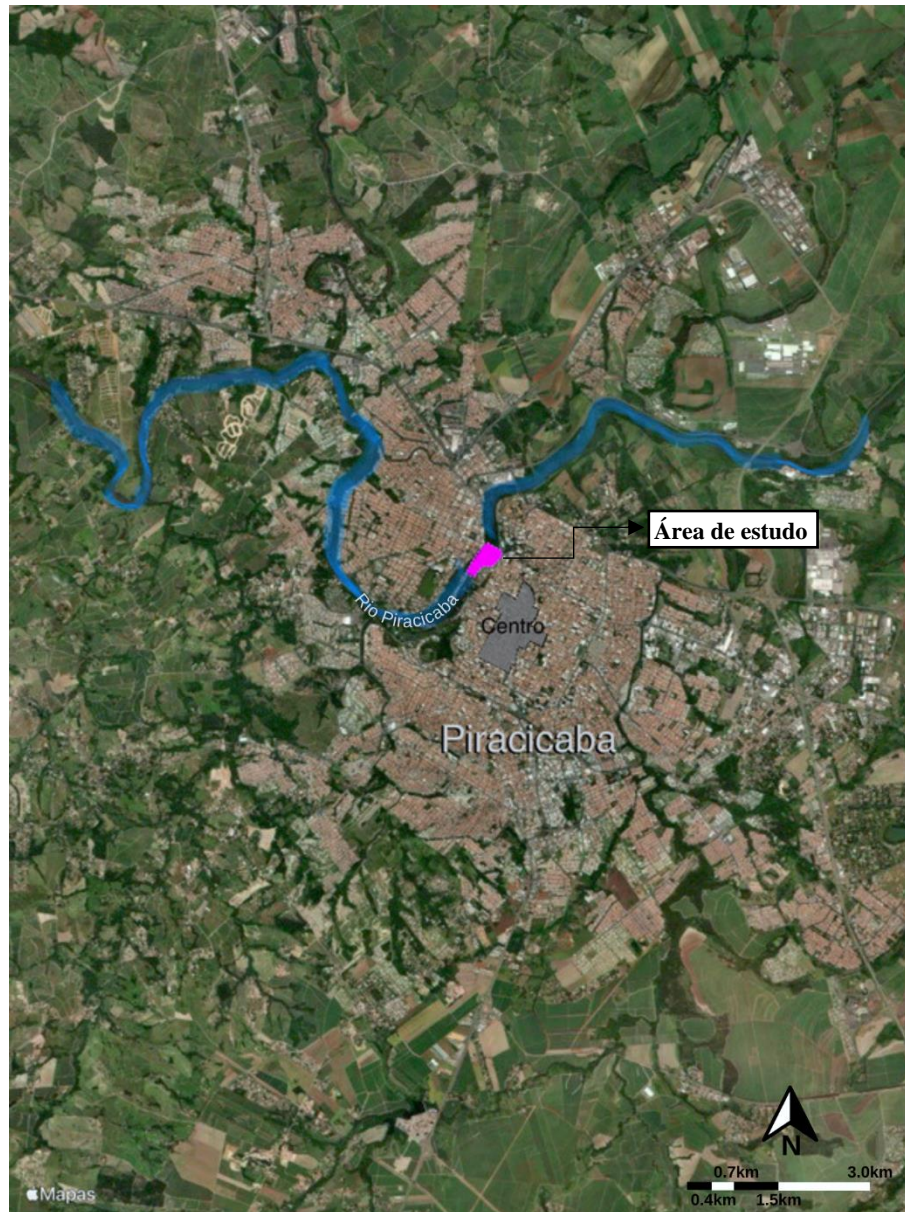 Área de estudo
Rio Piracicaba
Centro
Piracicaba
N
0.7km 3.0km
0.4km 1.5km
Mapas